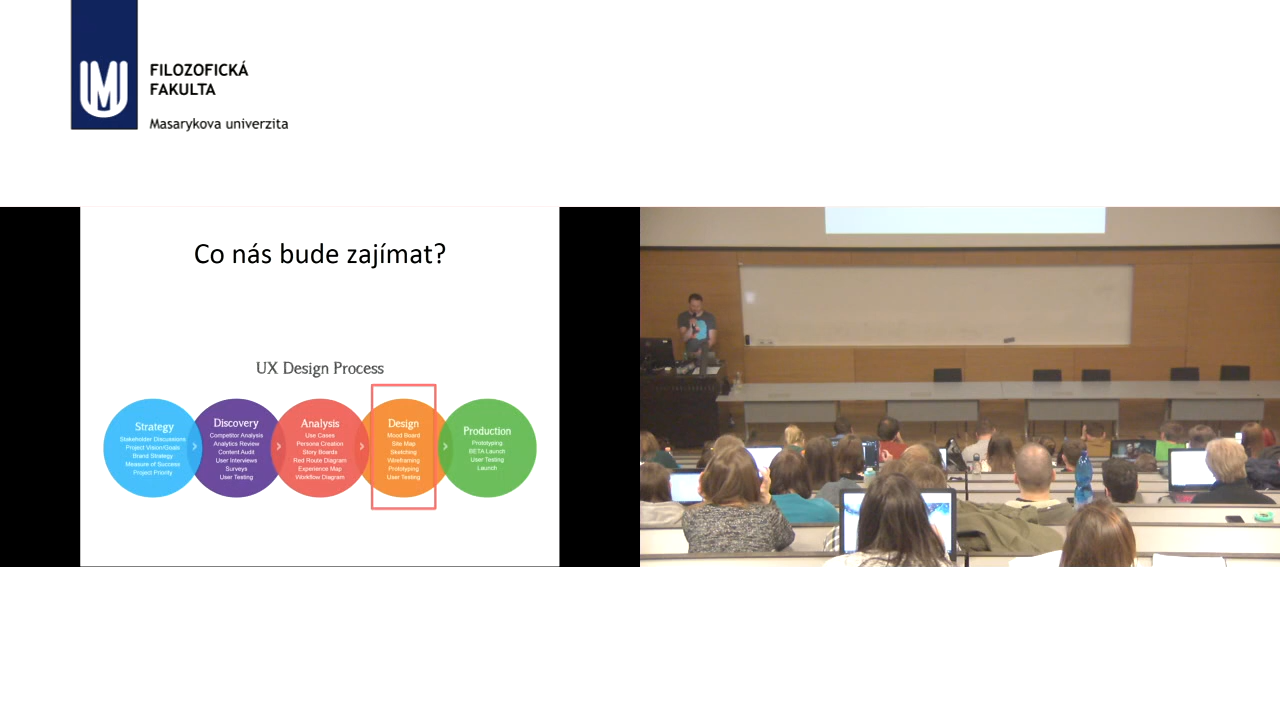 FILOZOFICKÁ
FAKULTA
Masarykova univerzita
Co nás bude zajímat?
UX Design Process
Strategy
Stakeholder Discussions
Project Vision/Goals
Brand Strategy
Measure of Success
Project Priority
Discovery
Competitor Analysis
Analytics Review
Content Audit
User Interviews
Surveys
User Testing
Analysis
Use Cases
Persona Creation
Story Boards
Red Route Diagram
Experience Map
Workflow Diagram
Design
Mood Board
Site Map
Sketching
Wireframing
Prototyping
User Testing
Production
Prototyping
BETA Launch
User Testing
Launch